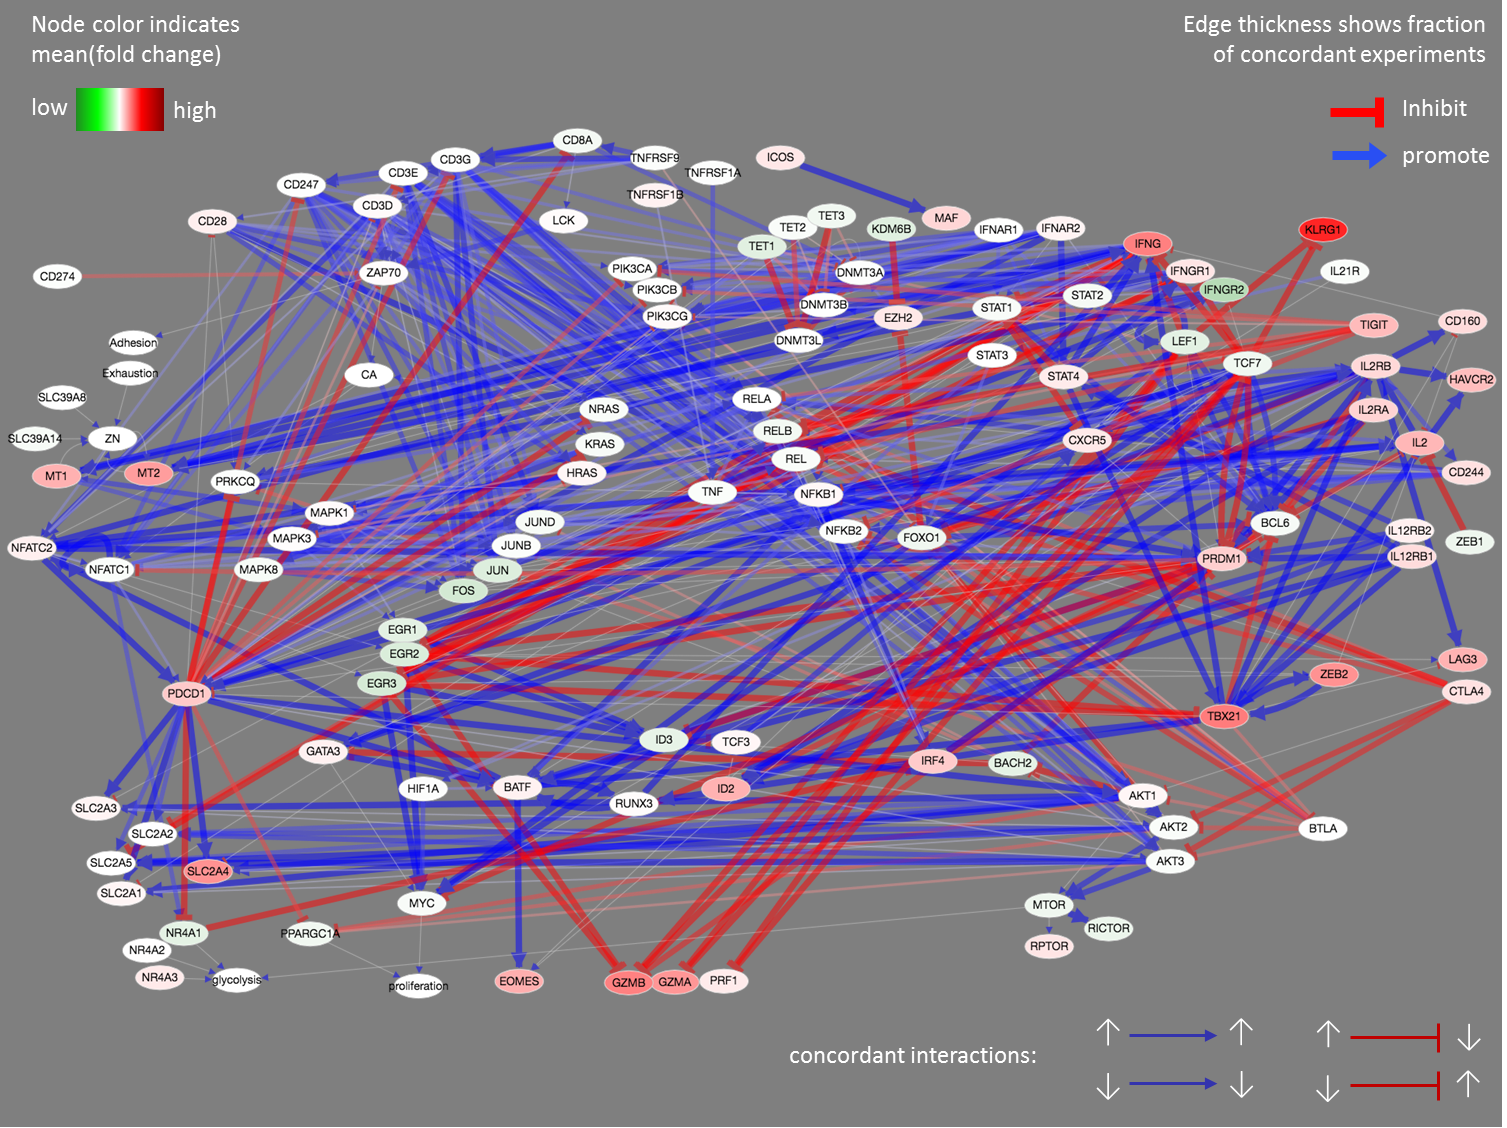 Node color indicates
mean(fold change)
low
high
Edge thickness shows fraction
of concordant experiments
Inhibit
promote
CD8A
TNFRSF9
ICOS
CD3G
CD3E
TNFRSF1A
CD247
TNFRSF1B
CD3D
CD28
LCK
TET3
TET2
MAF
KDM6B
IFNAR1
IFNAR2
KLRG1
TET1
IFNG
CD274
ZAP70
PIK3CA
DNMT3A
IFNGR1
IL21R
PIK3CB
IFNGR2
STAT2
DNMT3B
STAT1
PIK3CG
EZH2
TIGIT
CD160
Adhesion
DNMT3L
LEF1
STAT3
TCF7
IL2RB
Exhaustion
CA
STAT4
HAVCR2
SLC39A8
RELA
NRAS
IL2RA
RELB
SLC39A14
ZN
KRAS
CXCR5
IL2
REL
MT1
MT2
HRAS
CD244
PRKCQ
TNF
NFKB1
MAPK1
JUND
BCL6
NFKB2
IL12RB2
MAPK3
FOXO1
ZEB1
NFATC2
JUNB
IL12RB1
PRDM1
NFATC1
MAPK8
JUN
FOS
EGR1
EGR2
LAG3
EGR3
ZEB2
PDCD1
CTLA4
TBX21
ID3
TCF3
GATA3
IRF4
BACH2
HIF1A
BATF
ID2
AKT1
RUNX3
SLC2A3
AKT2
BTLA
SLC2A2
SLC2A5
AKT3
SLC2A4
SLC2A1
MYC
MTOR
RICTOR
NR4A1
PPARGC1A
RPTOR
NR4A2
NR4A3
glycolysis
proliferation
EOMES
GZMB
GZMA
PRF1
concordant interactions: